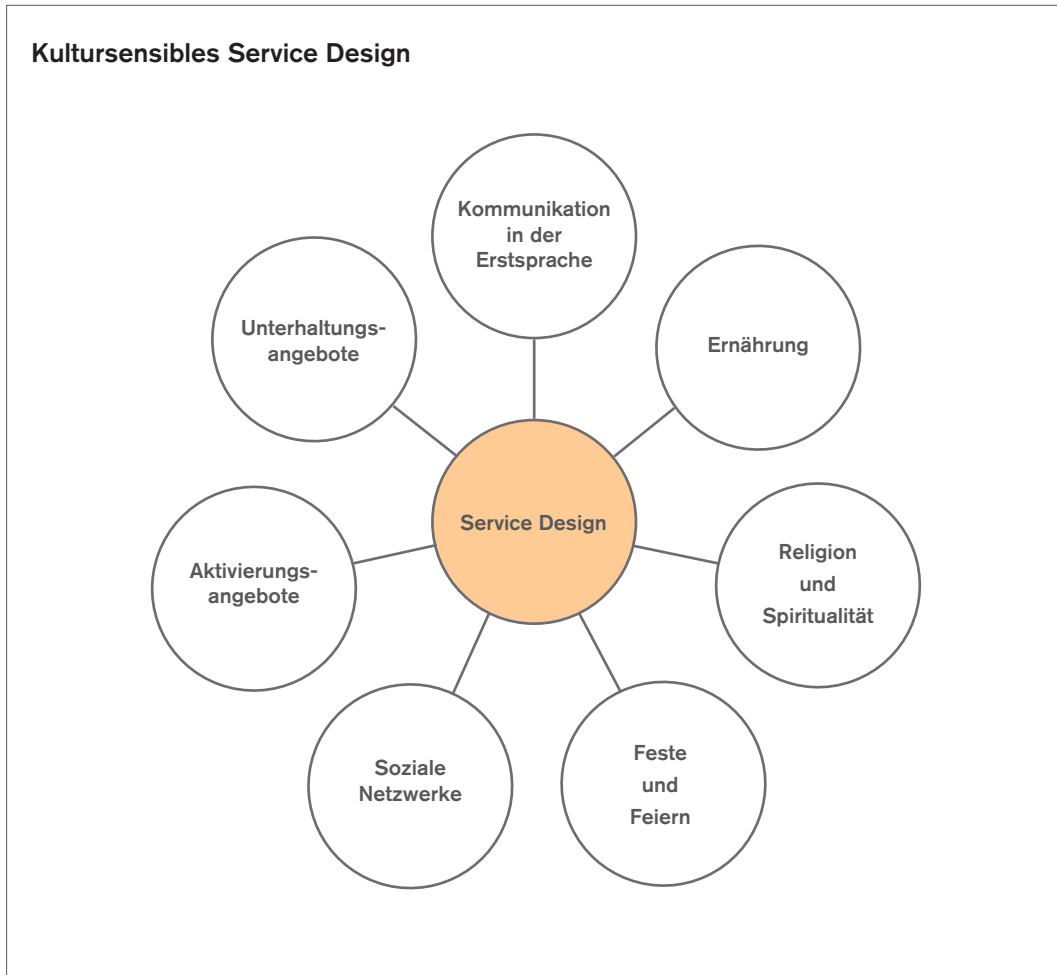 Kultursensibles Service Design
Kommunikation
in der
Erstsprache
Ernährung
Religion
und
Spiritualität
Feste
und
Feiern
Soziale
Netzwerke
Aktivierungs-
angebote
Unterhaltungs-
angebote
Service Design